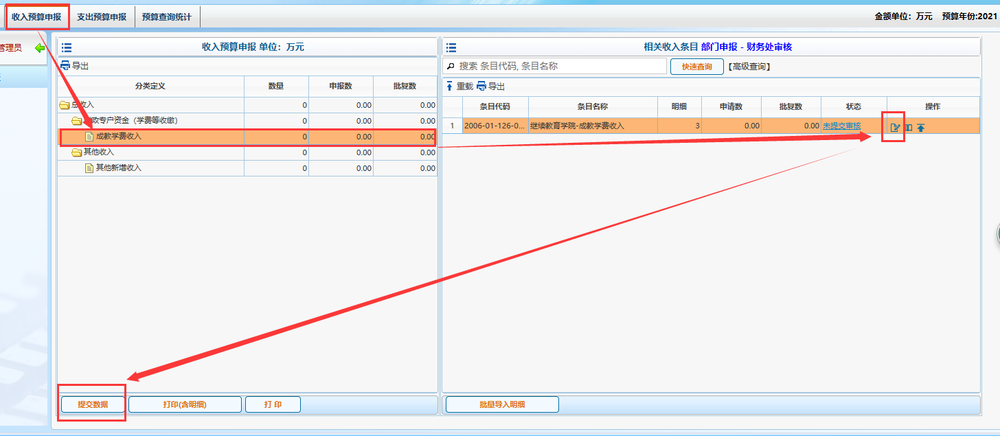 收入预算申报 支出预算申报 预算查询统计 金额单位：万元 预算年份:2021
管理员
收入预算申报 单位：万元
导出
分类定义 数量 申报数 批复数
总收入 0 0.00 0.00
政专户资金（学费等收缴） 0 0.00 0.00
成教学费收入 0 0.00 0.00
其他收入 0 0.00 0.00
其他新增收入 0 0.00 0.00
提交数据 打印(含明细) 打 印
相关收入条目 部门申报 - 财务处审核
搜索 条目代码, 条目名称 快速查询 【高级查询】
重载 导出
条目代码 条目名称 明细 申请数 批复数 状态 操作
1 2006-01-126-0... 继续教育学院-成教学费收入 3 0.00 0.00 未提交审核
批量导入明细